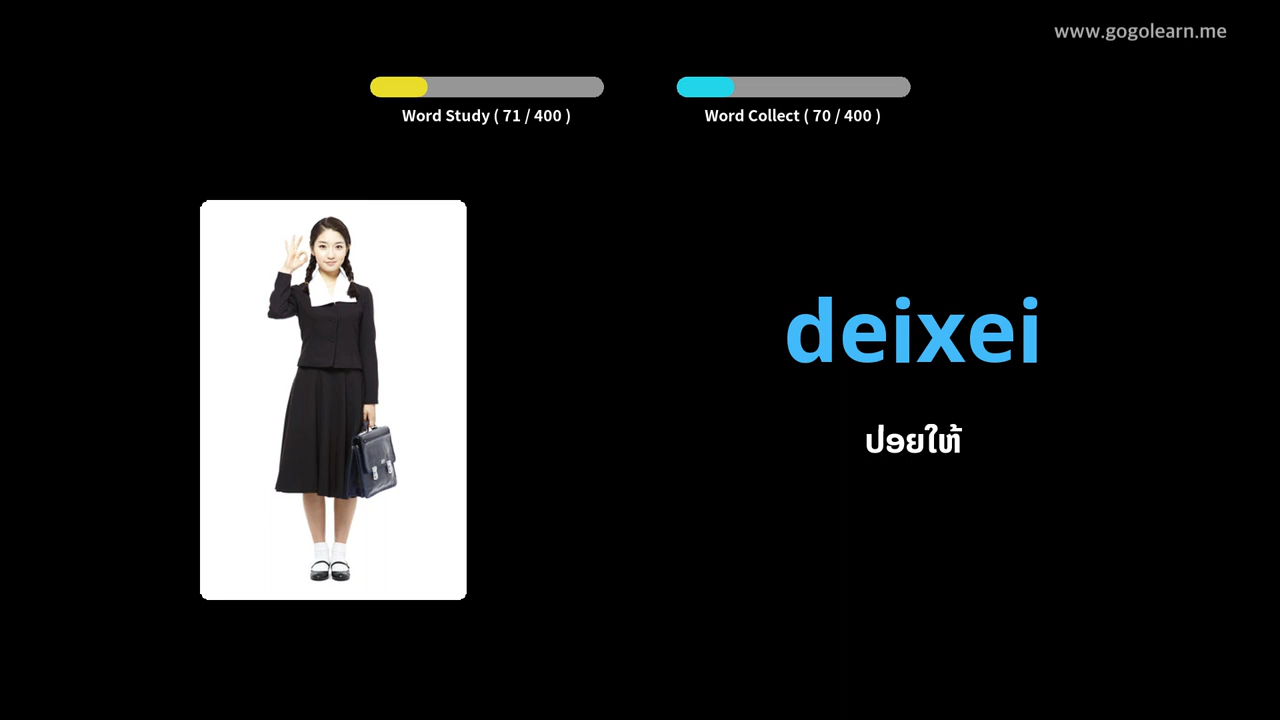 www.gogolearn.me
Word Study ( 71 / 400 )
Word Collect ( 70 / 400 )
deixei
ປອຍໃຫ້